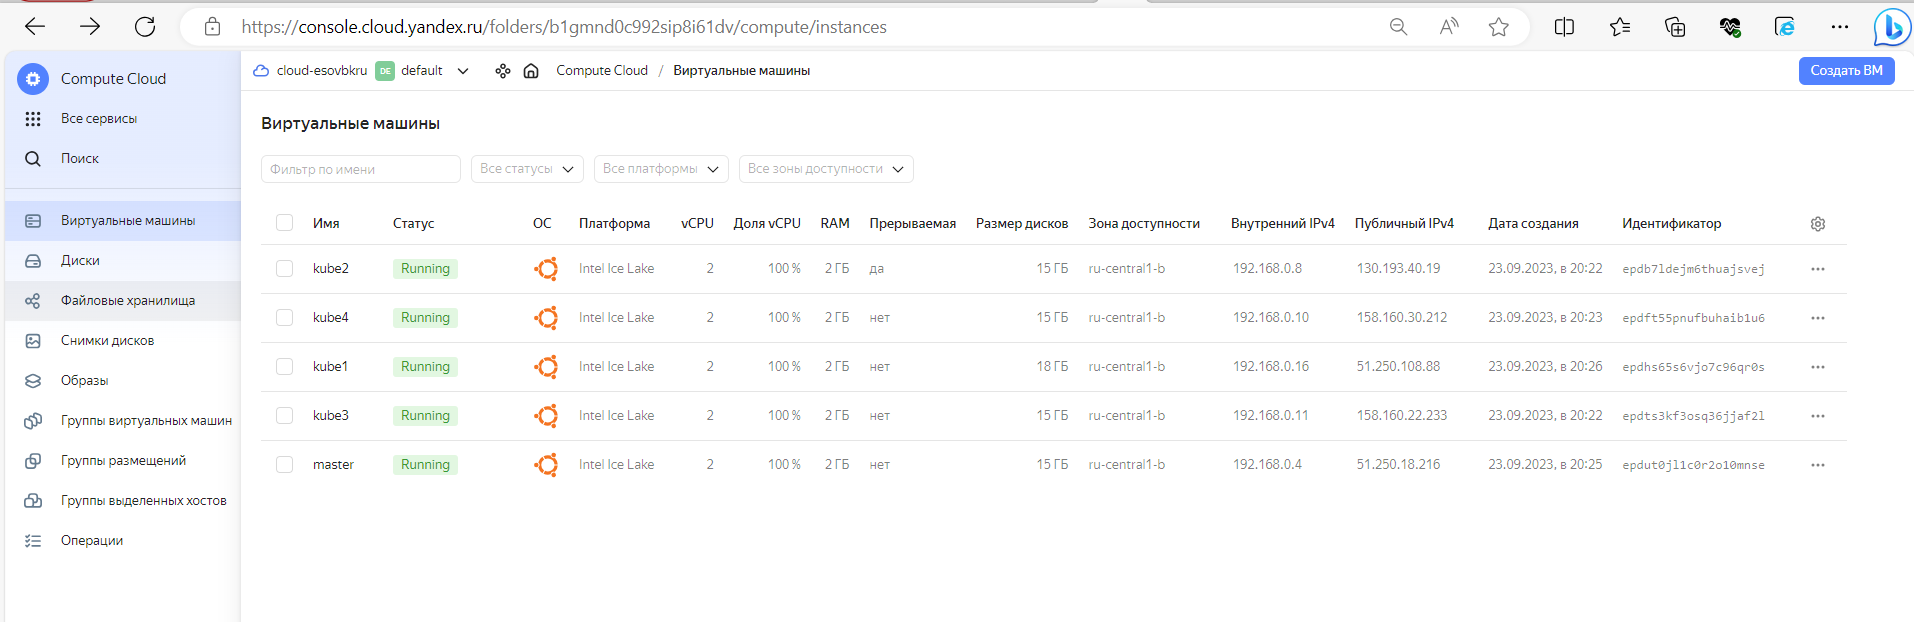 https://console.cloud.yandex.ru/folders/b1gmnd0c992sip8i61dv/compute/instances
Compute Cloud
Все сервисы
Поиск
Виртуальные машины
Диски
Файловые хранилища
Снимки дисков
Образы
Группы виртуальных машин
Группы размещений
Группы выделенных хостов
Операции
cloud-esovbkru DE default Compute Cloud / Виртуальные машины Создать ВМ
Виртуальные машины
Фильтр по имени Все статусы Все платформы Все зоны доступности
Имя Статус ОС Платформа vCPU Доля vCPU RAM Прерываемая Размер дисков Зона доступности Внутренний IPv4 Публичный IPv4 Дата создания Идентификатор
kube2 Running Intel Ice Lake 2 100 % 2 ГБ да 15 ГБ ru-central1-b 192.168.0.8 130.193.40.19 23.09.2023, в 20:22 epdb7ldejm6thuajsvej
kube4 Running Intel Ice Lake 2 100 % 2 ГБ нет 15 ГБ ru-central1-b 192.168.0.10 158.160.30.212 23.09.2023, в 20:23 epdft55pnufbuhaib1u6
kube1 Running Intel Ice Lake 2 100 % 2 ГБ нет 18 ГБ ru-central1-b 192.168.0.16 51.250.108.88 23.09.2023, в 20:26 epdhs65s6vjo7c96qr0s
kube3 Running Intel Ice Lake 2 100 % 2 ГБ нет 15 ГБ ru-central1-b 192.168.0.11 158.160.22.233 23.09.2023, в 20:22 epdts3kf3osq36jjaf2l
master Running Intel Ice Lake 2 100 % 2 ГБ нет 15 ГБ ru-central1-b 192.168.0.4 51.250.18.216 23.09.2023, в 20:25 epdut0jl1c0r2o10mnse